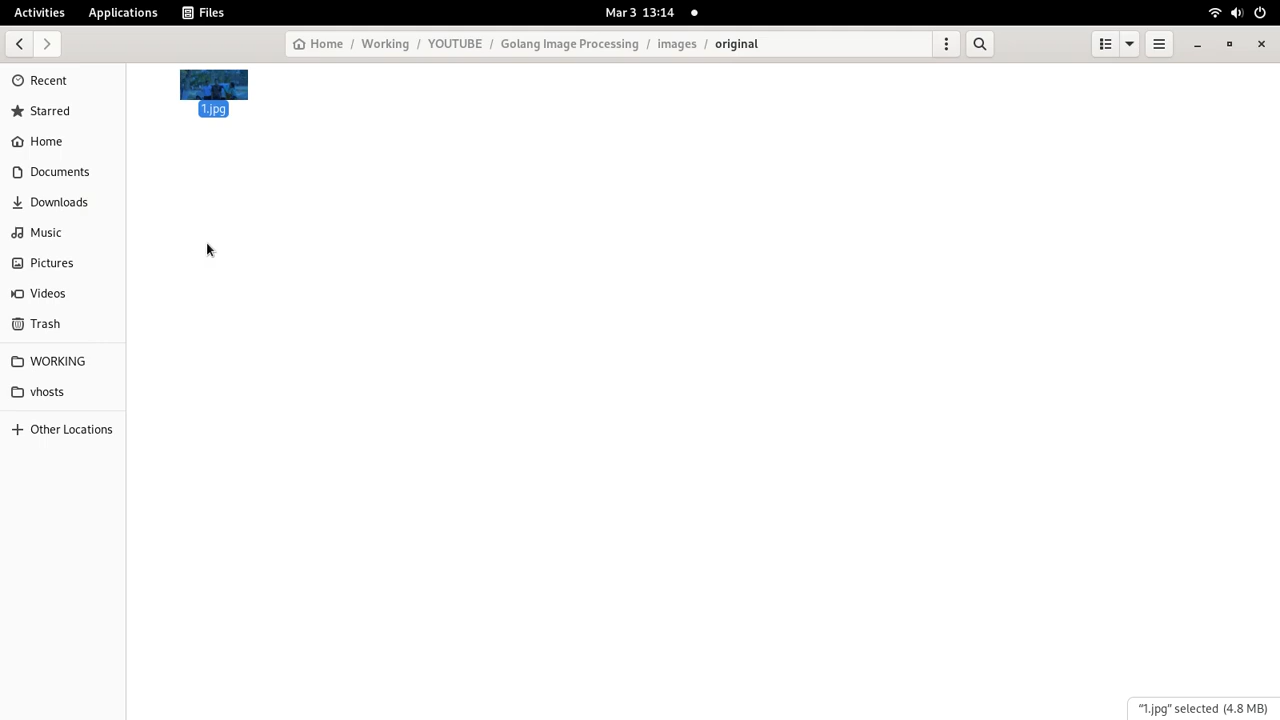 Activities Applications Files Mar 3 13:14
Home / Working / YOUTUBE / Golang Image Processing / images / original
Recent
Starred
Home
Documents
Downloads
Music
Pictures
Videos
Trash
WORKING
vhosts
Other Locations
1.jpg
“1.jpg” selected (4.8 MB)